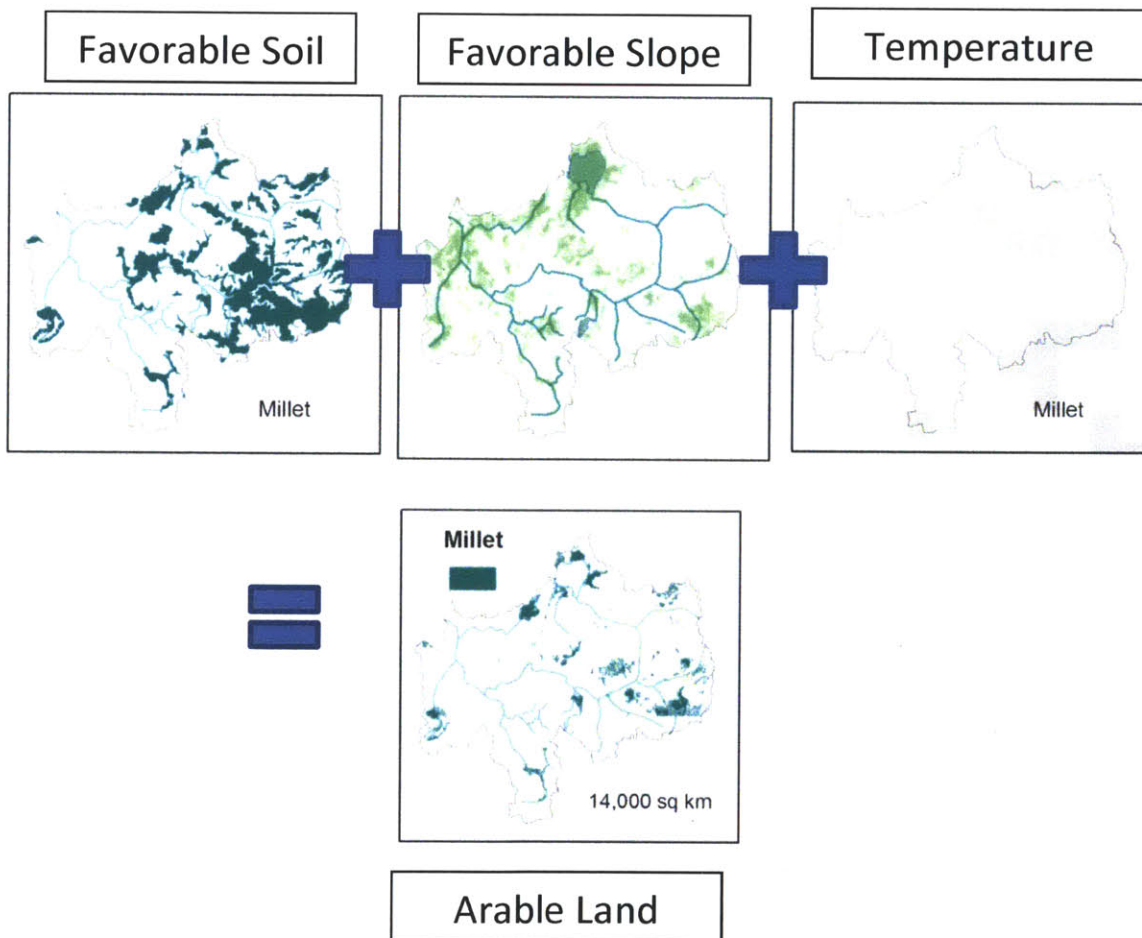 Favorable Soil
Favorable Slope
Temperature
Millet
Millet
Millet
14,000 sq km
Arable Land